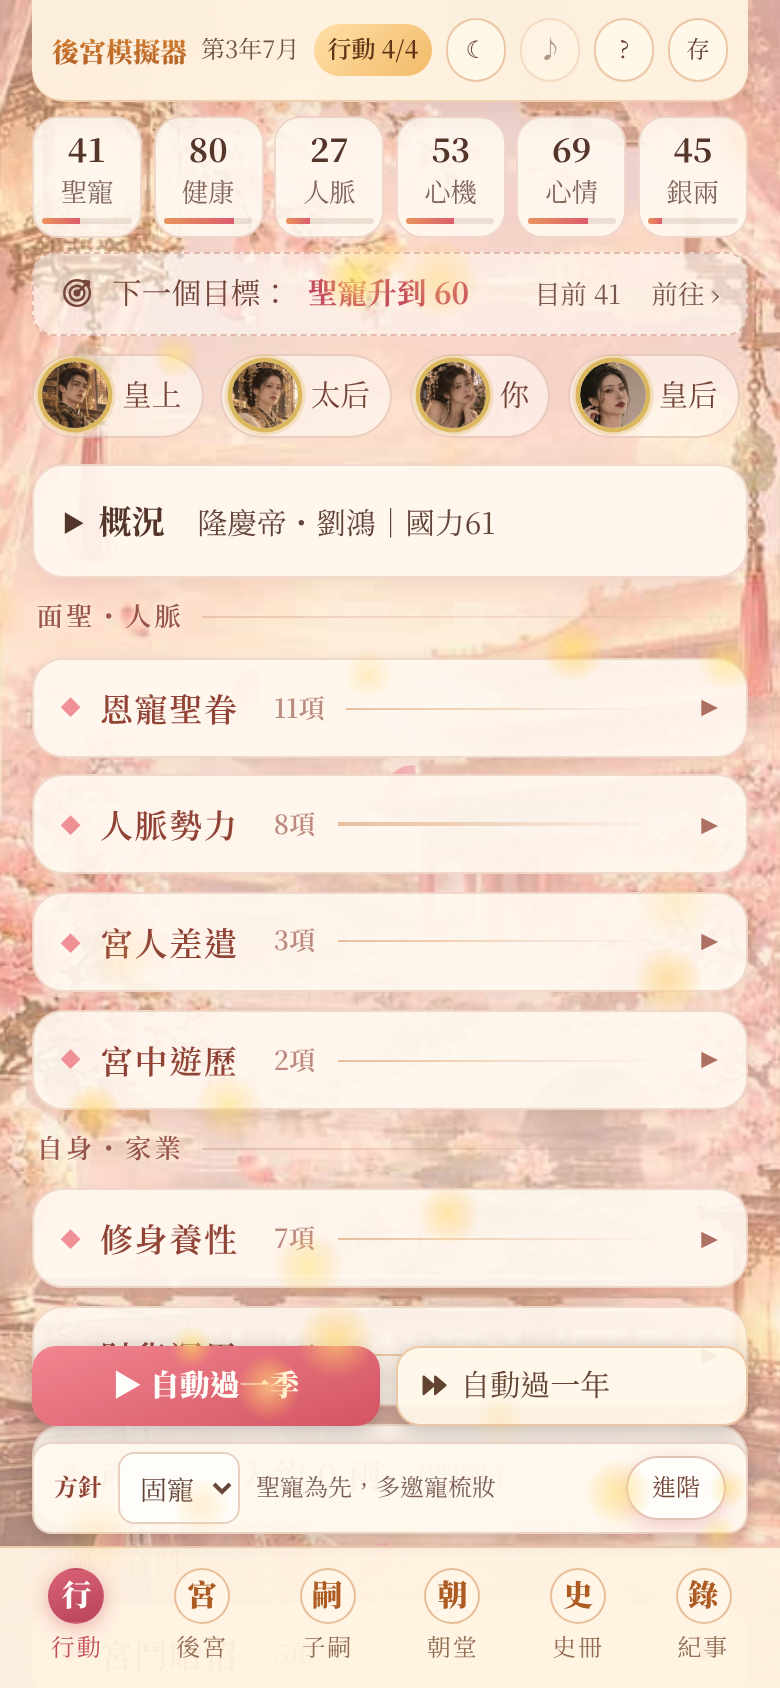 後宮模擬器 第3年7月 行動 4/4 ☾ ♪ ? 存
41 80 27 53 69 45
聖寵 健康 人脈 心機 心情 銀兩
下一個目標： 聖寵升到 60 目前 41 前往 ›
皇上 太后 你 皇后
▶ 概況 隆慶帝・劉鴻｜國力61
面聖・人脈
恩寵聖眷 11項 ▶
人脈勢力 8項 ▶
宮人差遣 3項 ▶
宮中遊歷 2項 ▶
自身・家業
修身養性 7項 ▶
▶ 自動過一季 自動過一年
方針 固寵 聖寵為先，多邀寵梳妝 進階
行 宮 嗣 朝 史 錄
行動 後宮 子嗣 朝堂 史冊 紀事